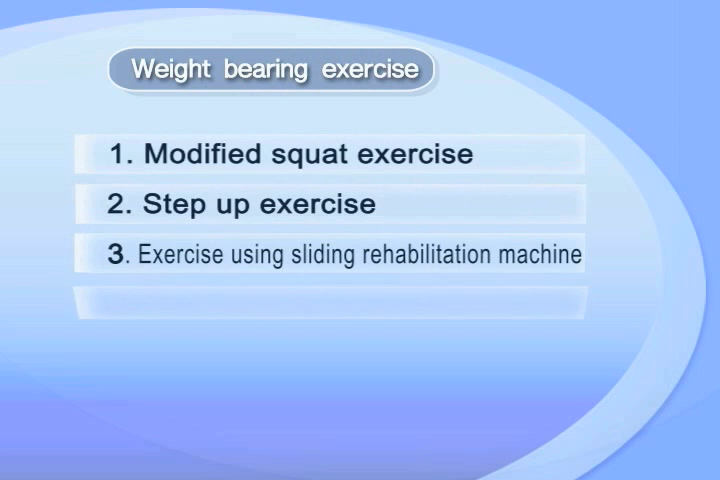 Weight bearing exercise
1. Modified squat exercise
2. Step up exercise
3. Exercise using sliding rehabilitation machine